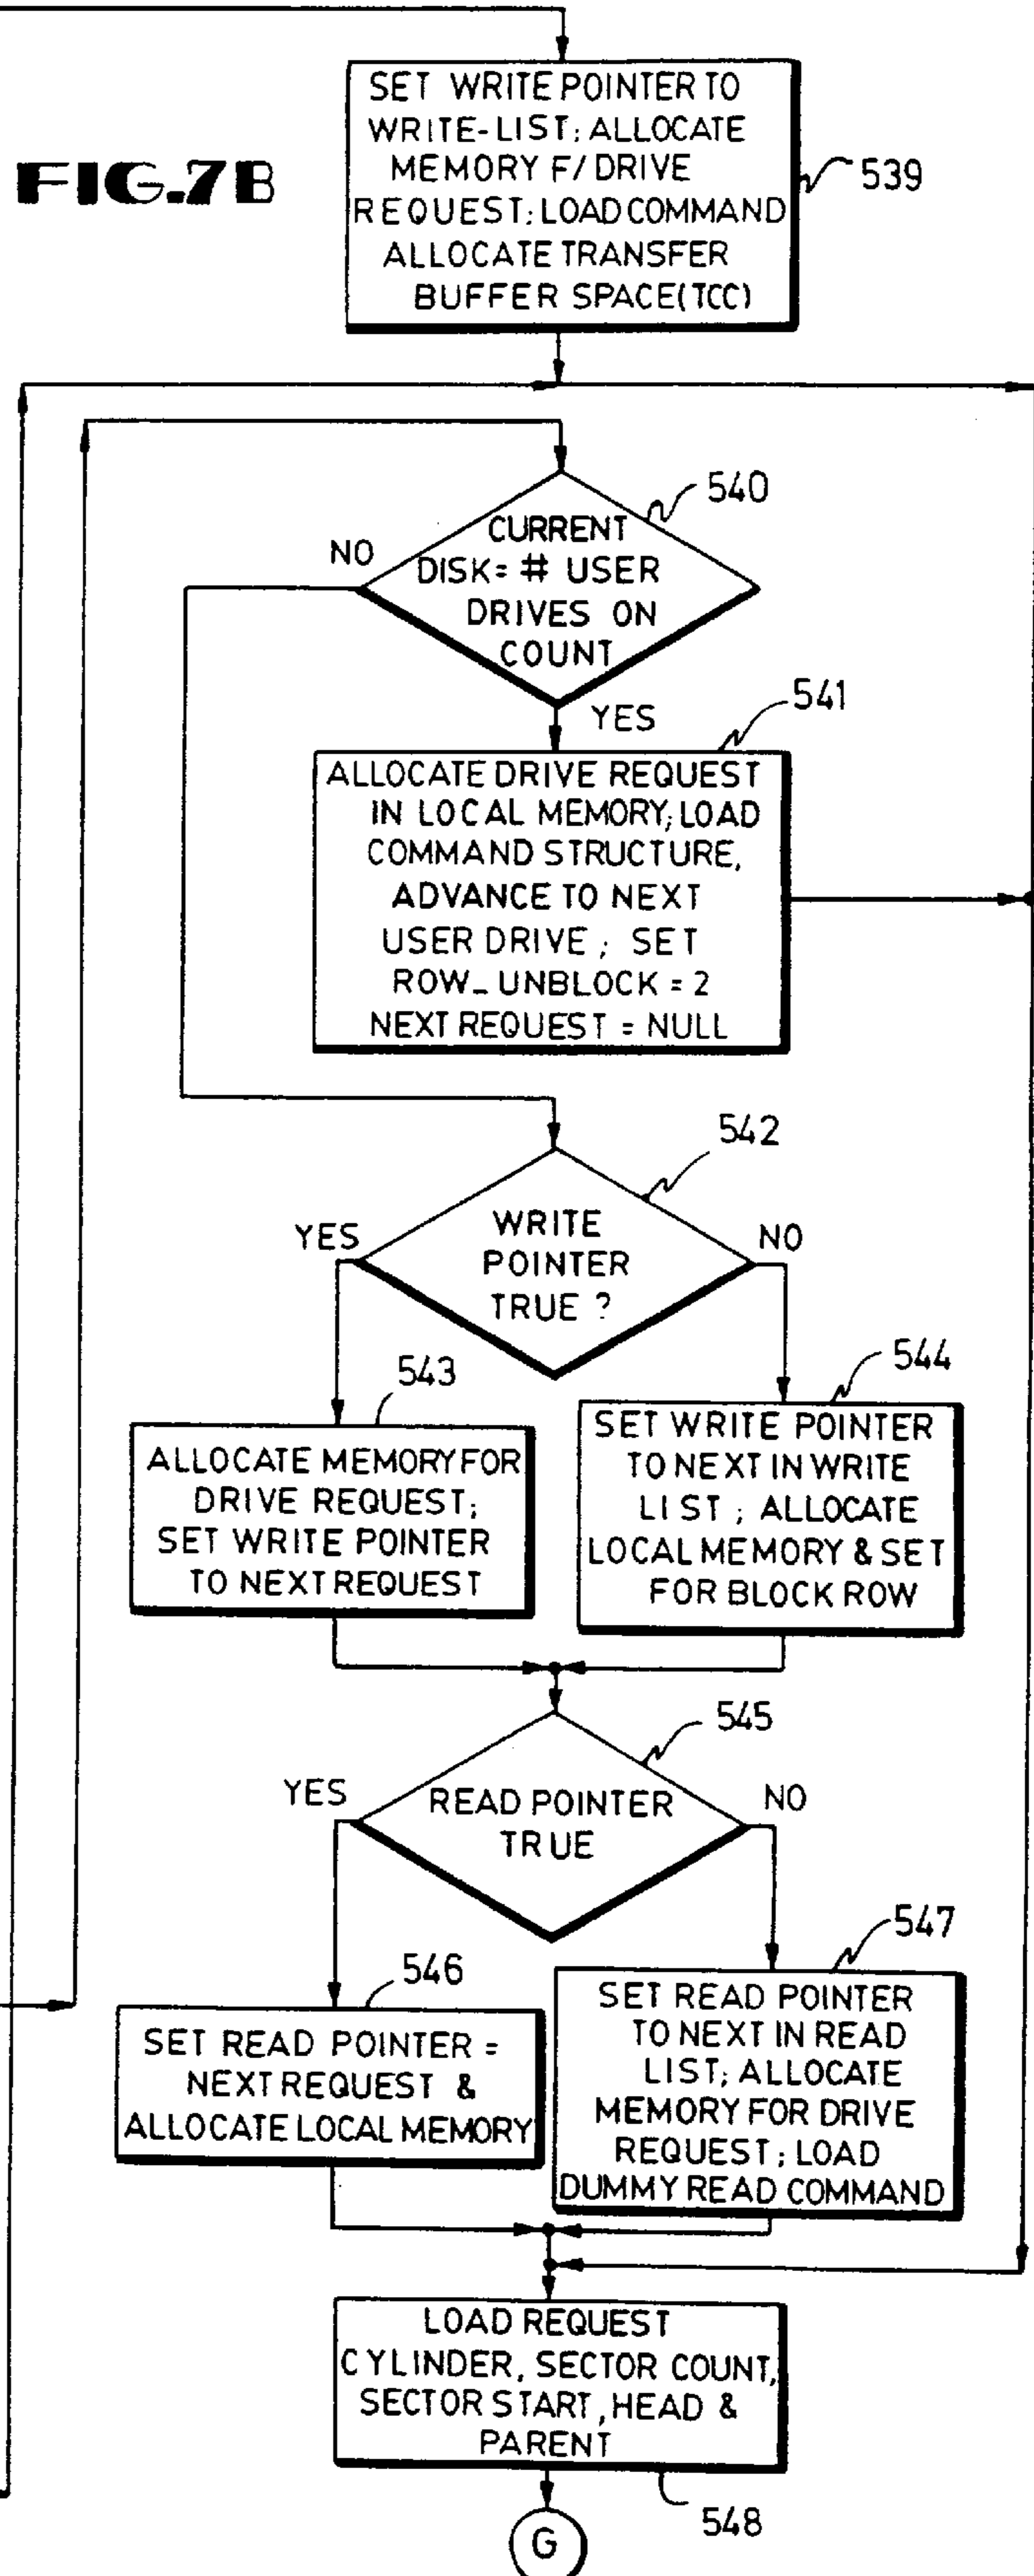 FIG.7B
SET WRITE POINTER TO
WRITE-LIST; ALLOCATE
MEMORY F/ DRIVE
REQUEST; LOAD COMMAND
ALLOCATE TRANSFER
BUFFER SPACE(TCC)
539
540
CURRENT
DISK= # USER
DRIVES ON
COUNT
NO
YES
541
ALLOCATE DRIVE REQUEST
IN LOCAL MEMORY; LOAD
COMMAND STRUCTURE,
ADVANCE TO NEXT
USER DRIVE ; SET
ROW_UNBLOCK = 2
NEXT REQUEST = NULL
542
WRITE
POINTER
TRUE ?
YES
NO
543
ALLOCATE MEMORY FOR
DRIVE REQUEST;
SET WRITE POINTER
TO NEXT REQUEST
544
SET WRITE POINTER
TO NEXT IN WRITE
LIST ; ALLOCATE
LOCAL MEMORY & SET
FOR BLOCK ROW
545
READ POINTER
TRUE
YES
NO
546
SET READ POINTER =
NEXT REQUEST &
ALLOCATE LOCAL MEMORY
547
SET READ POINTER
TO NEXT IN READ
LIST; ALLOCATE
MEMORY FOR DRIVE
REQUEST; LOAD
DUMMY READ COMMAND
LOAD REQUEST
CYLINDER, SECTOR COUNT,
SECTOR START, HEAD &
PARENT
548
G